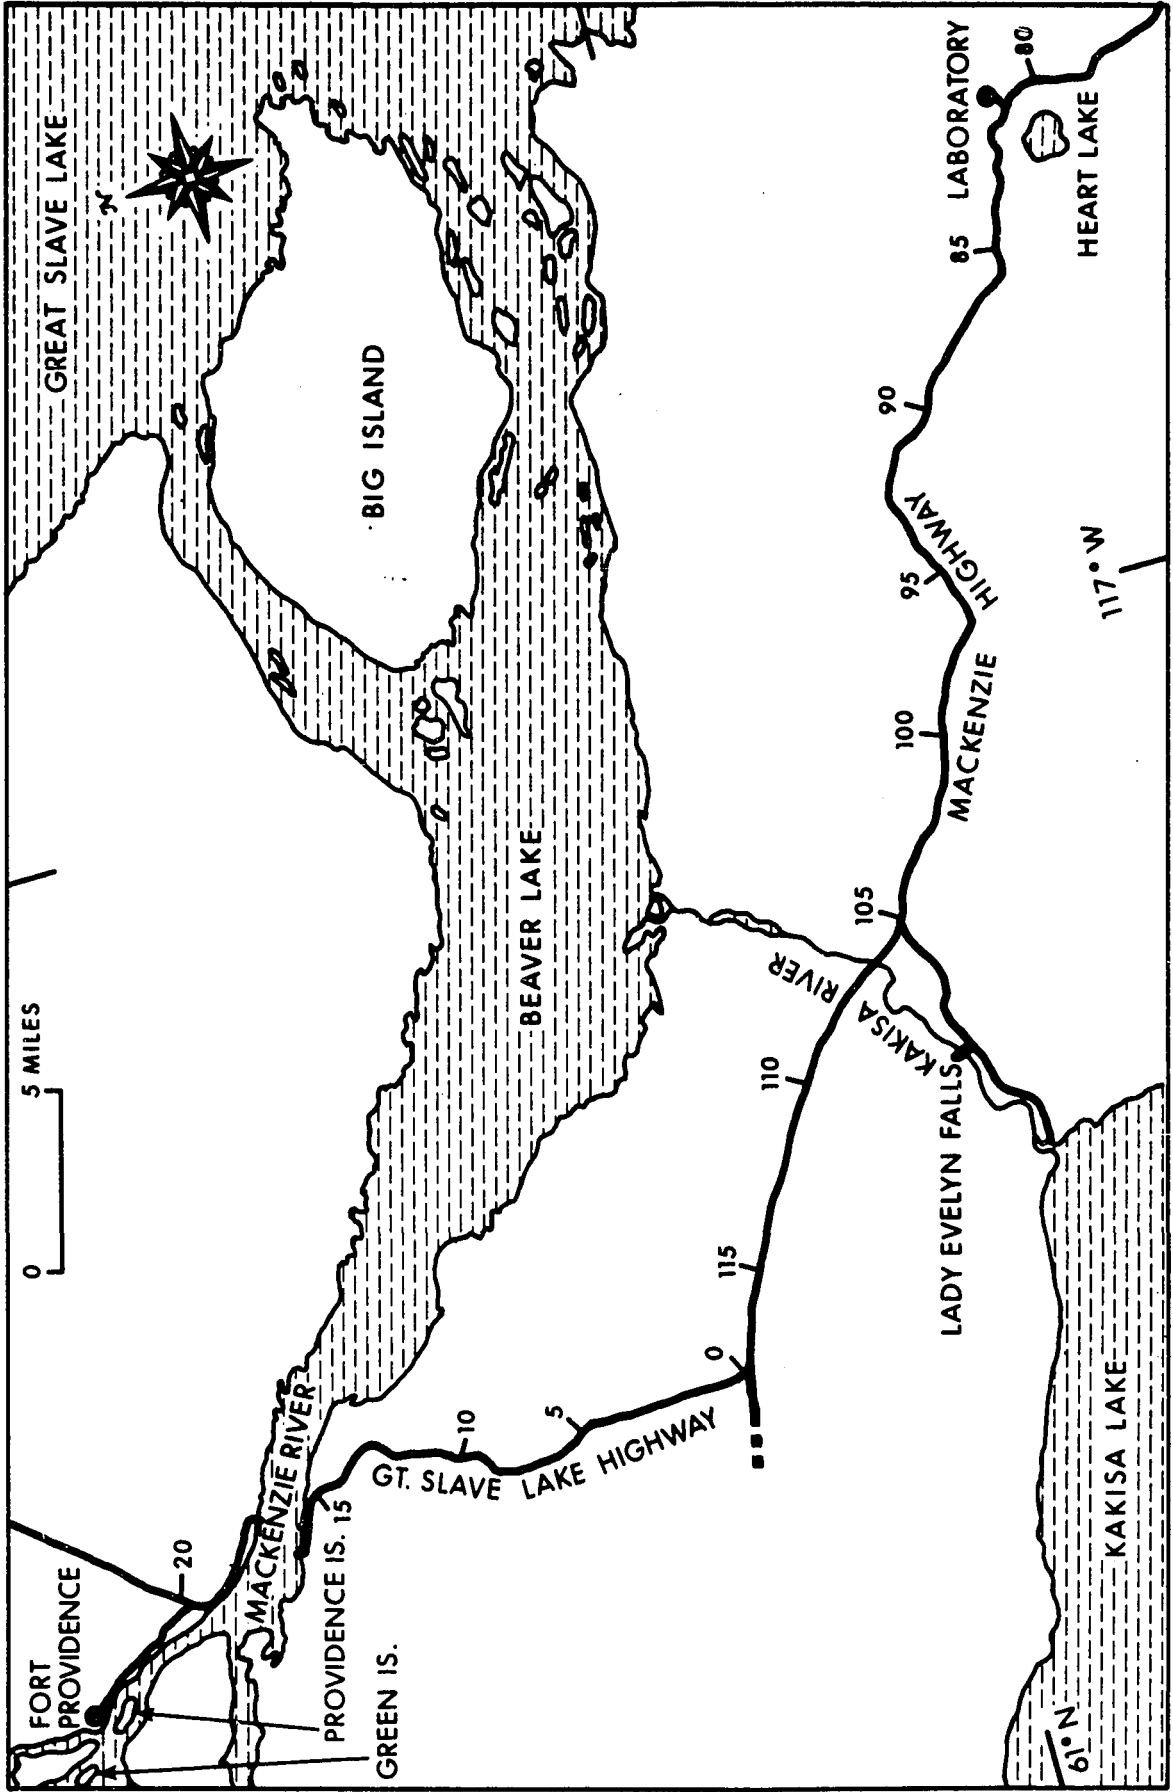 FORT
PROVIDENCE
0 5 MILES
GREAT SLAVE LAKE
N
20
MACKENZIE RIVER
PROVIDENCE IS.
GREEN IS.
15
GT. SLAVE LAKE HIGHWAY
10
5
0
BEAVER LAKE
BIG ISLAND
115
110
KAKISA RIVER
105
100
95
90
85
80
MACKENZIE HIGHWAY
LABORATORY
HEART LAKE
LADY EVELYN FALLS
KAKISA LAKE
61° N
117° W